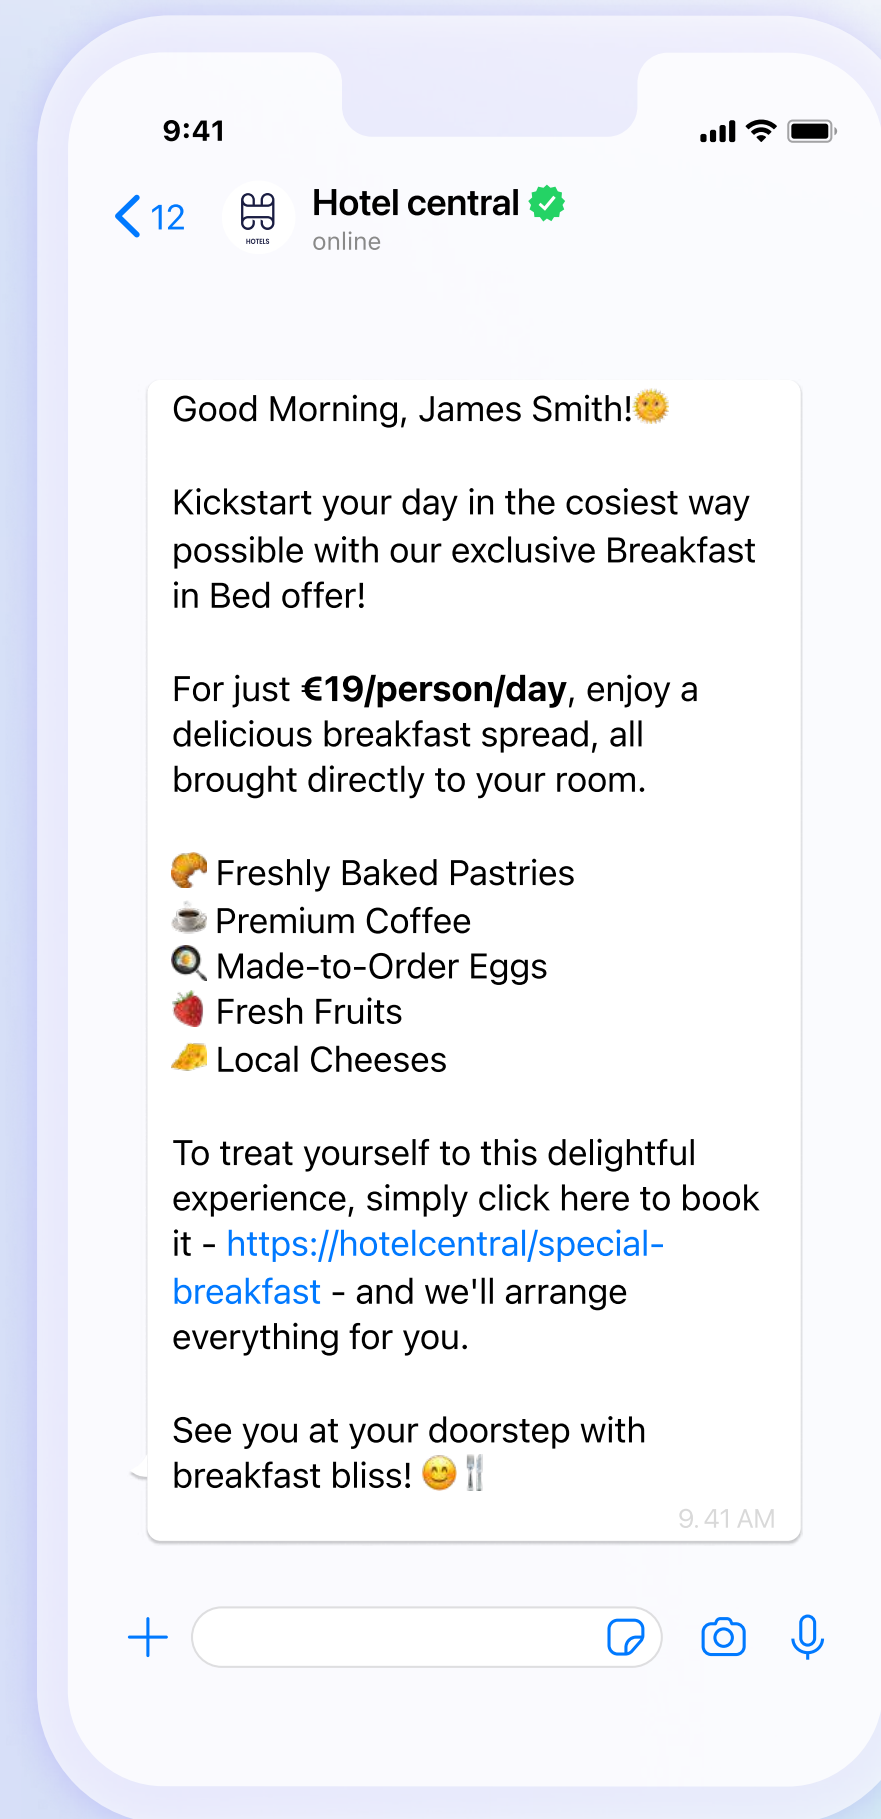 9:41
12
Hotel central
HOTELS
online
Good Morning, James Smith!🌞
Kickstart your day in the cosiest way
possible with our exclusive Breakfast
in Bed offer!
For just €19/person/day, enjoy a
delicious breakfast spread, all
brought directly to your room.
🥐 Freshly Baked Pastries
☕ Premium Coffee
🍳 Made-to-Order Eggs
🍓 Fresh Fruits
🧀 Local Cheeses
To treat yourself to this delightful
experience, simply click here to book
it - https://hotelcentral/special-
breakfast - and we'll arrange
everything for you.
See you at your doorstep with
breakfast bliss! 😊🍴
9.41 AM